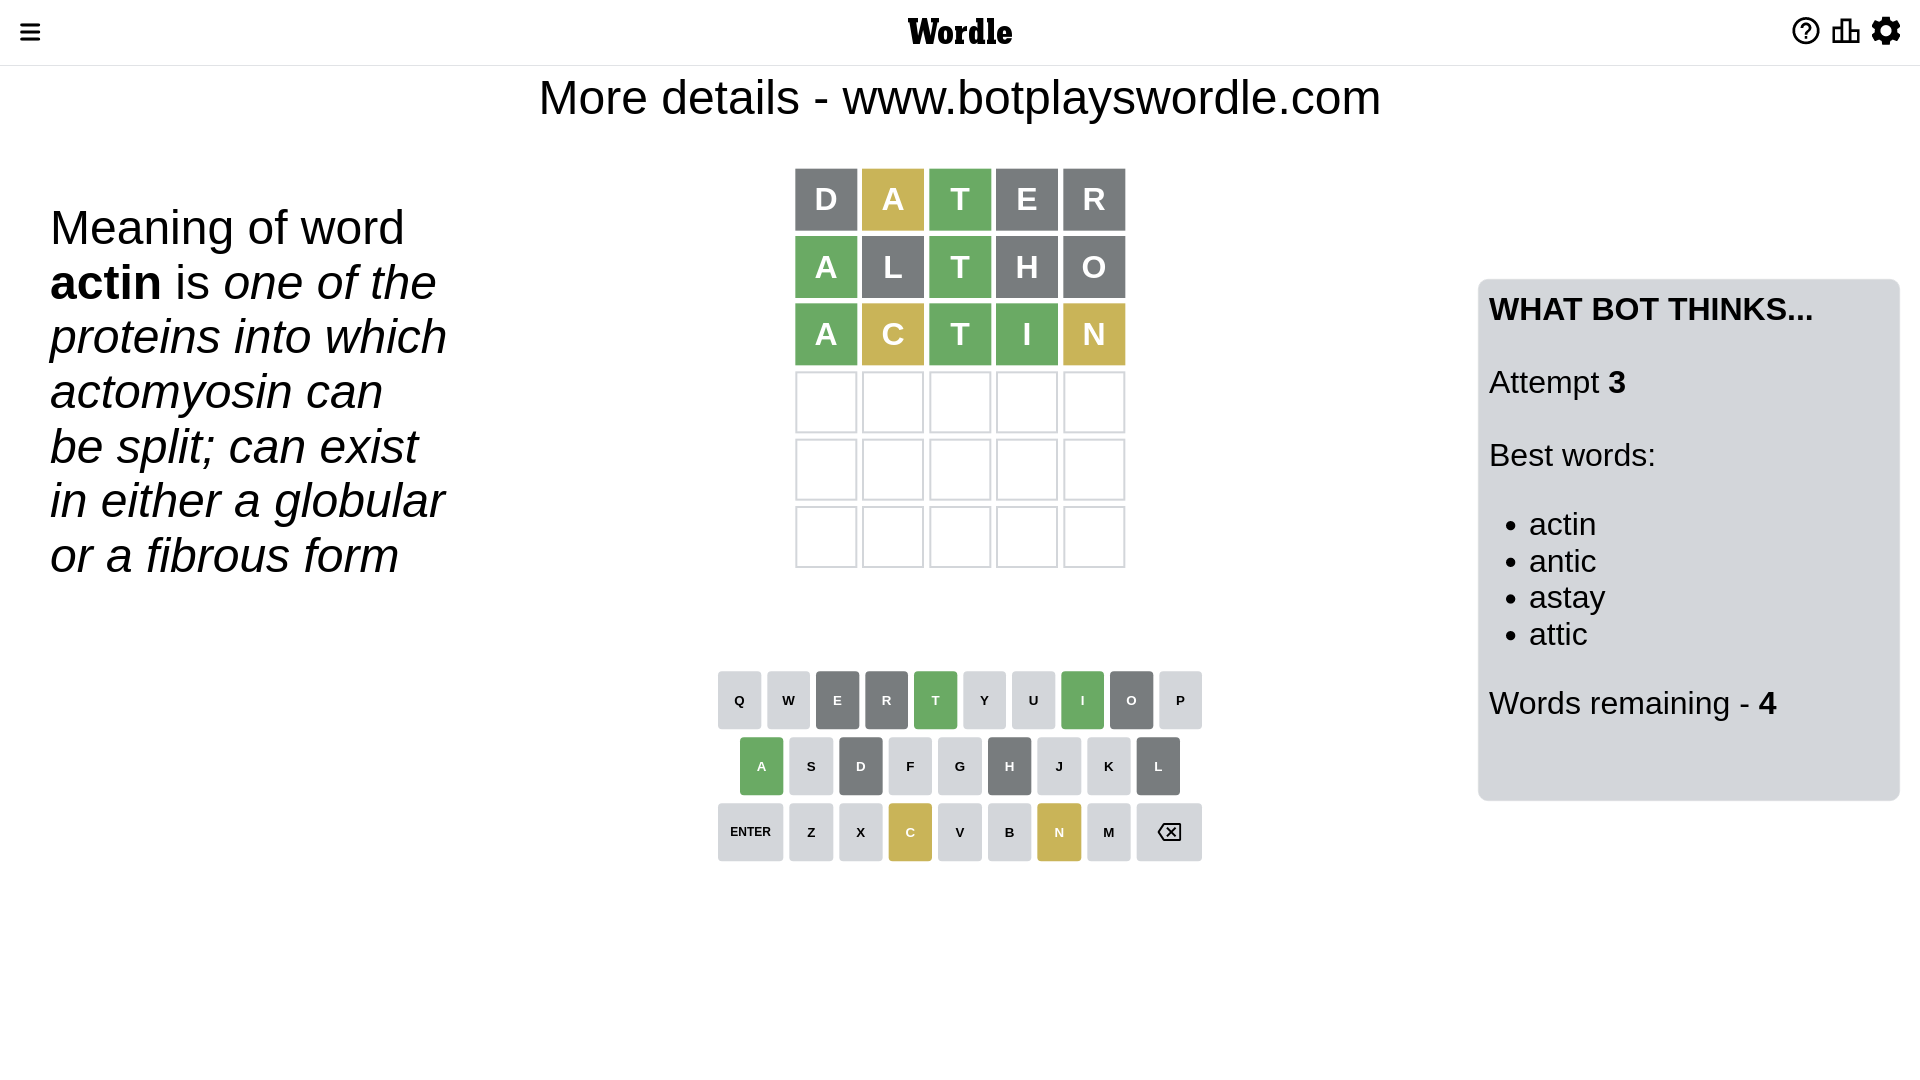 Wordle
More details - www.botplayswordle.com
Meaning of word
actin is one of the
proteins into which
actomyosin can
be split; can exist
in either a globular
or a fibrous form
D A T E R
A L T H O
A C T I N
WHAT BOT THINKS...
Attempt 3
Best words:
• actin
• antic
• astay
• attic
Words remaining - 4
Q W E R T Y U I O P
A S D F G H J K L
ENTER Z X C V B N M